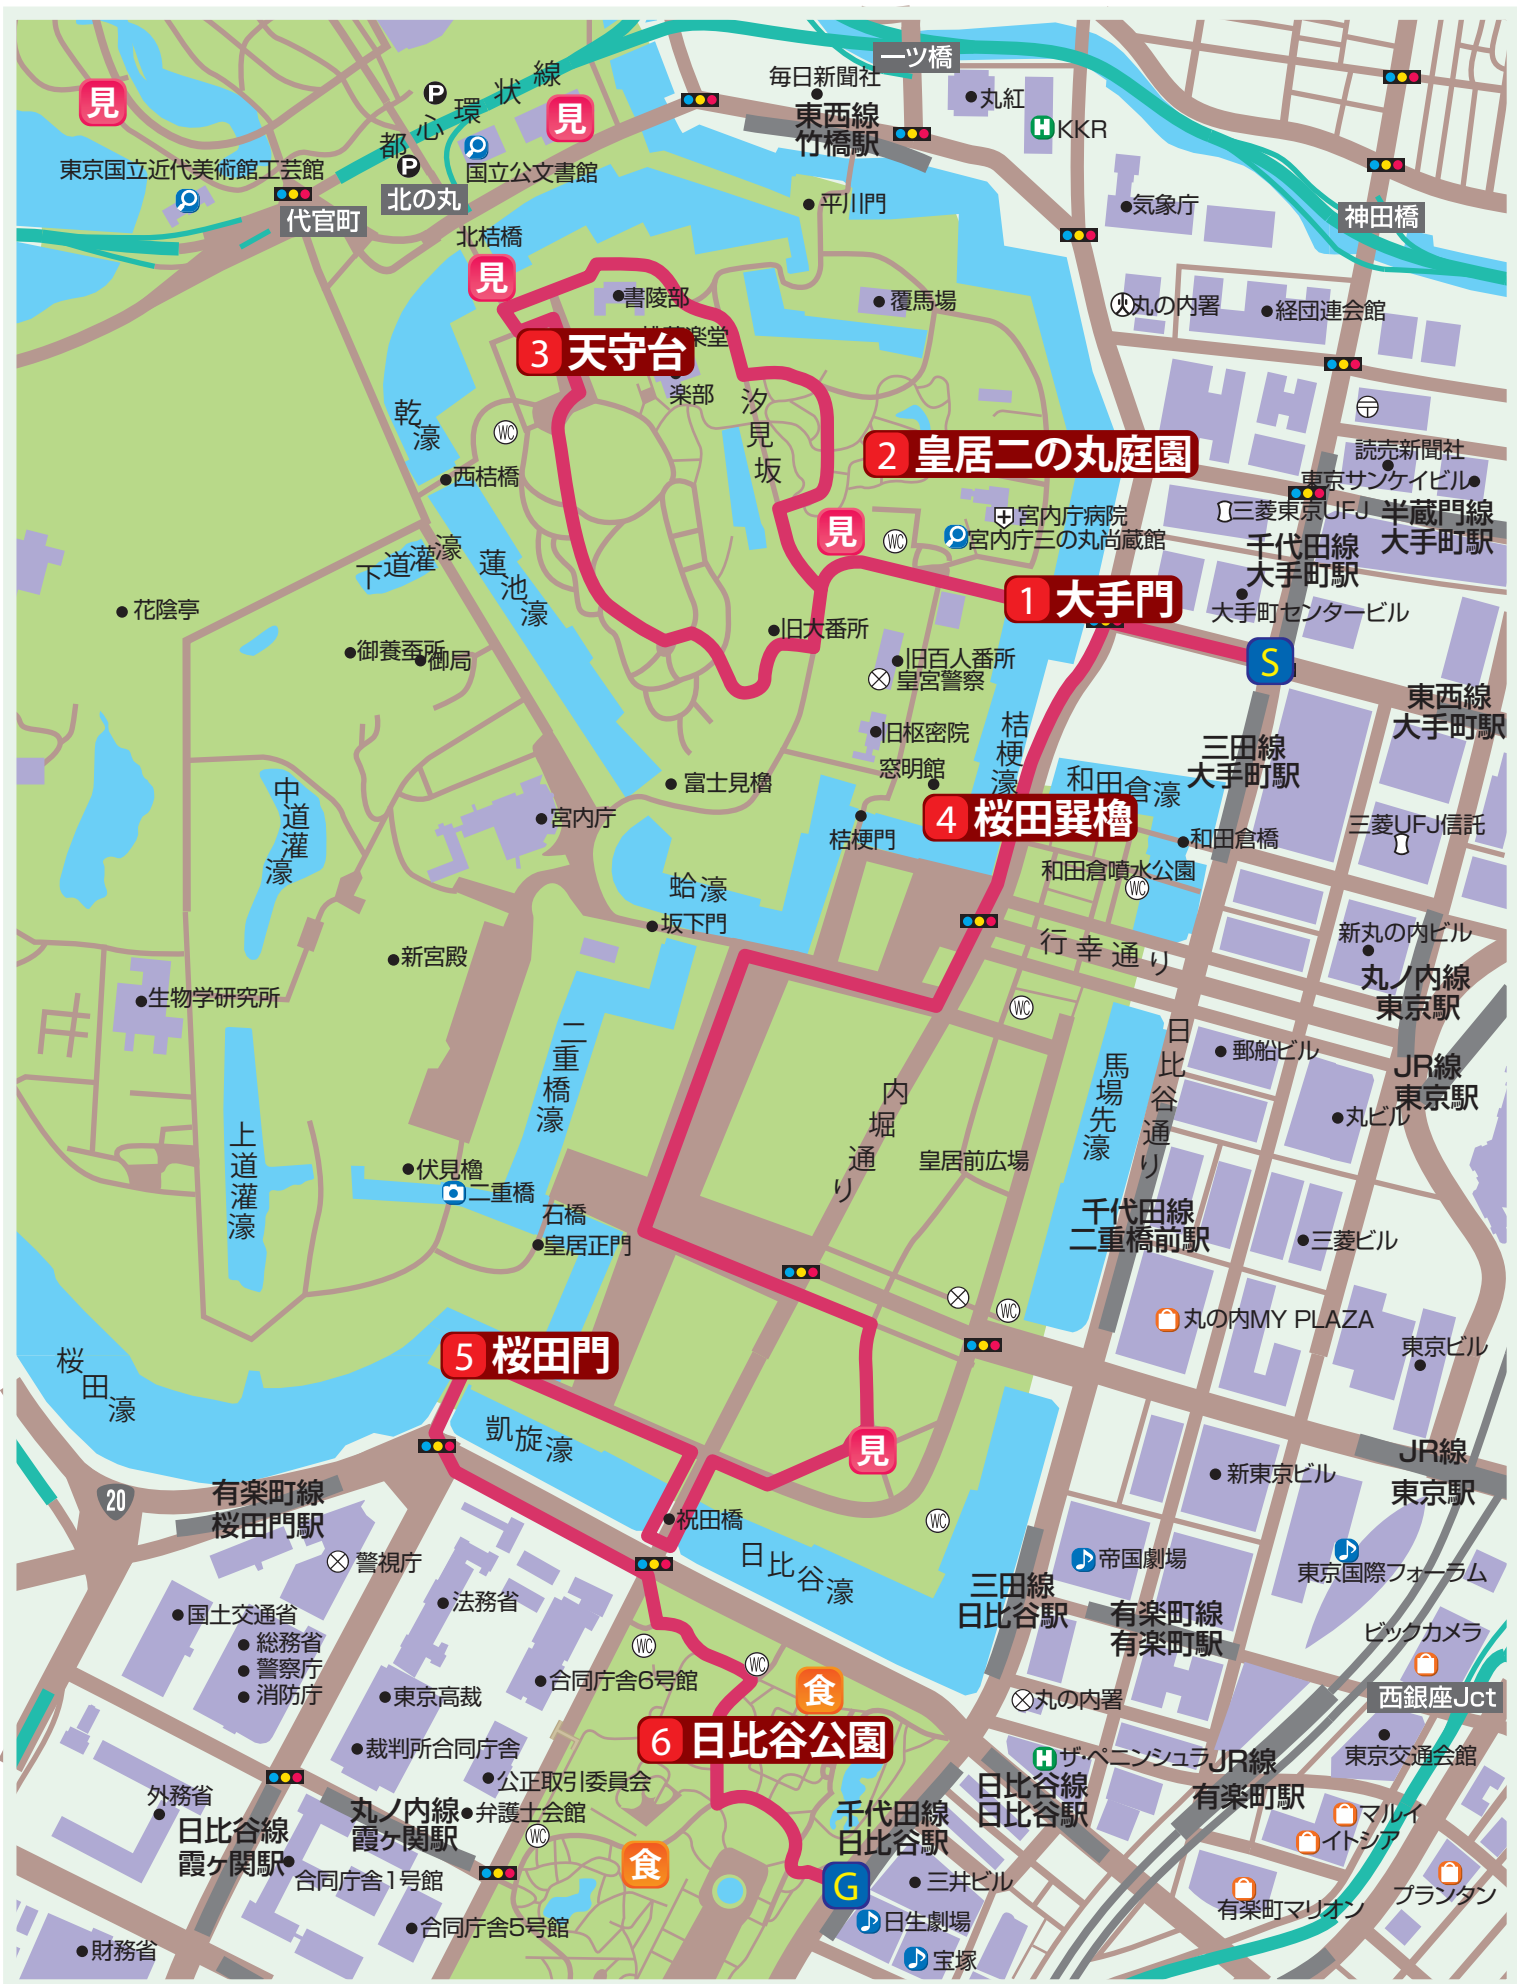 一ツ橋
毎日新聞社
丸紅
東西線
竹橋駅
KKR
都心環状線
見
見
P
P
東京国立近代美術館工芸館
国立公文書館
代官町
北の丸
北桔橋
見
平川門
気象庁
神田橋
書陵部
覆馬場
丸の内署
経団連会館
楽堂
3 天守台
楽部
汐見坂
乾濠
WC
西桔橋
2 皇居二の丸庭園
読売新聞社
東京サンケイビル
三菱東京UFJ
半蔵門線
大手町駅
千代田線
大手町駅
見
WC
宮内庁病院
宮内庁三の丸尚蔵館
下道灌濠
蓮池濠
1 大手門
大手町センタービル
花陰亭
御養蚕所
御局
旧大番所
S
旧百人番所
皇宮警察
東西線
大手町駅
桔梗濠
旧枢密院
窓明館
三田線
大手町駅
富士見櫓
和田倉濠
中道灌濠
宮内庁
桔梗門
4 桜田巽櫓
和田倉橋
三菱UFJ信託
和田倉噴水公園
WC
蛤濠
坂下門
行幸通り
新丸の内ビル
新宮殿
丸ノ内線
東京駅
生物学研究所
WC
二重橋濠
日比谷通り
郵船ビル
馬場先濠
JR線
東京駅
内堀通り
丸ビル
上道灌濠
皇居前広場
伏見櫓
二重橋
石橋
皇居正門
千代田線
二重橋前駅
三菱ビル
WC
丸の内MY PLAZA
東京ビル
5 桜田門
桜田濠
凱旋濠
見
JR線
東京駅
新東京ビル
20
有楽町線
桜田門駅
祝田橋
WC
警視庁
日比谷濠
帝国劇場
東京国際フォーラム
三田線
日比谷駅
有楽町線
有楽町駅
法務省
国土交通省
総務省
警察庁
消防庁
ビックカメラ
WC
WC
合同庁舎6号館
食
東京高裁
丸の内署
西銀座Jct
6 日比谷公園
裁判所合同庁舎
H ザ・ペニンシュラ
JR線
有楽町駅
東京交通会館
公正取引委員会
日比谷線
日比谷駅
外務省
丸ノ内線
霞ヶ関駅
弁護士会館
WC
千代田線
日比谷駅
マルイ
イトシア
日比谷線
霞ヶ関駅
合同庁舎1号館
食
G
三井ビル
プランタン
有楽町マリオン
合同庁舎5号館
日生劇場
財務省
宝塚